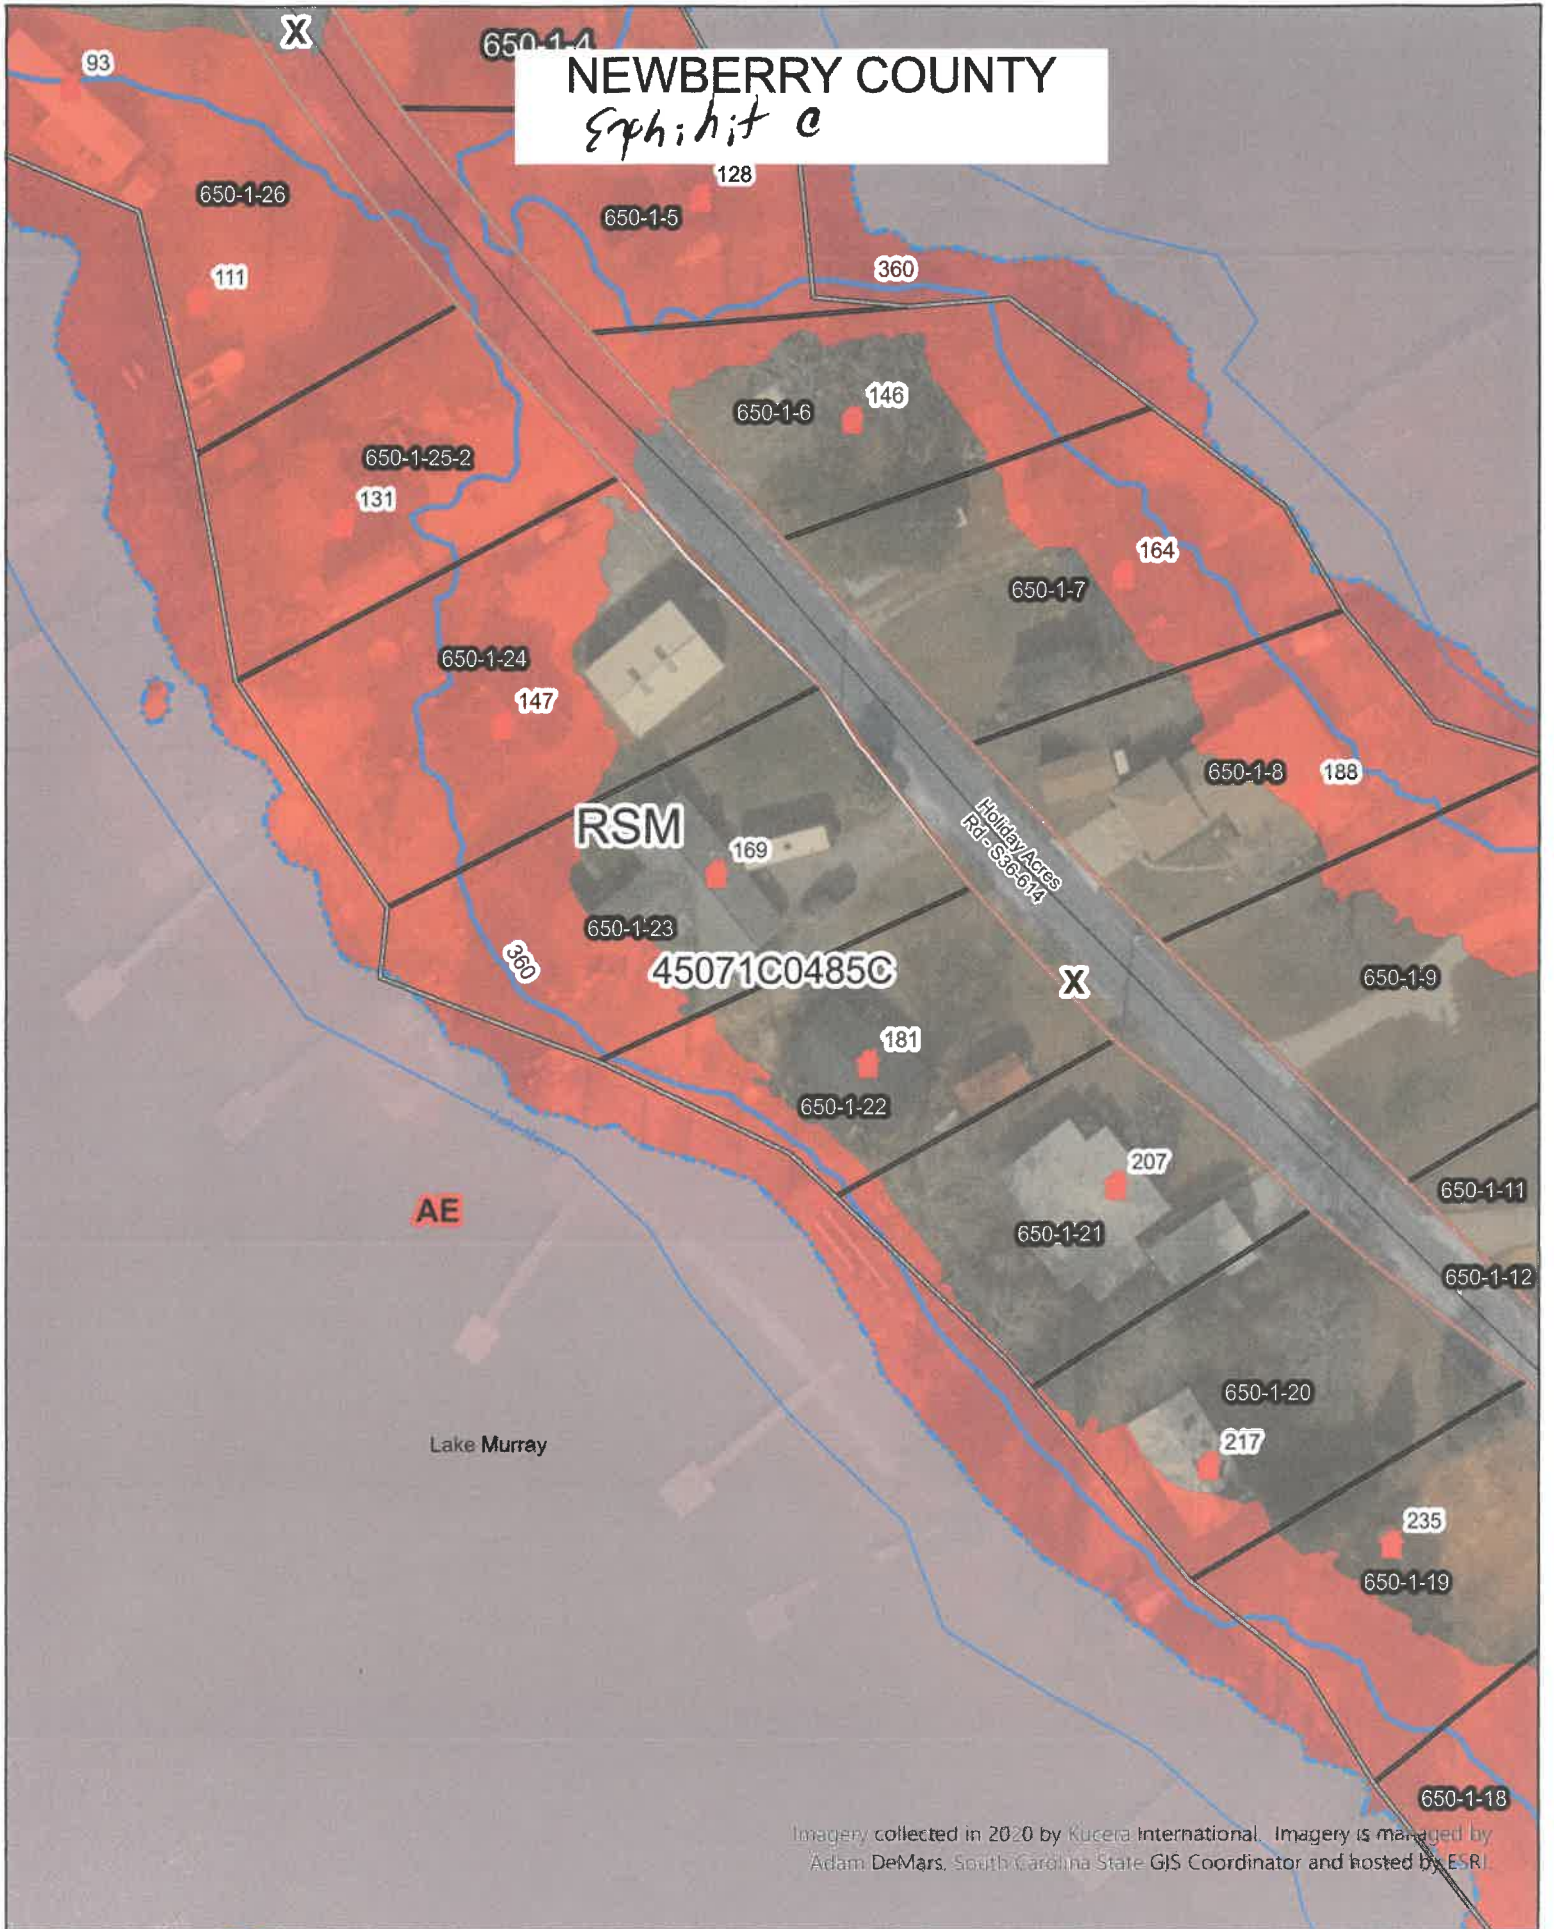 X
650-1-4
93
NEWBERRY COUNTY
Exhibit C
128
650-1-26
650-1-5
360
111
146
650-1-6
650-1-25-2
131
164
650-1-7
650-1-24
147
650-1-8
188
RSM
Holiday Acres
Rd - S36-614
169
650-1-23
360
45071C0485C
X
650-1-9
181
650-1-22
207
AE
650-1-11
650-1-21
650-1-12
650-1-20
Lake Murray
217
235
650-1-19
650-1-18
Imagery collected in 2020 by Kucera International. Imagery is managed by
Adam DeMars, South Carolina State GIS Coordinator and hosted by ESRI.